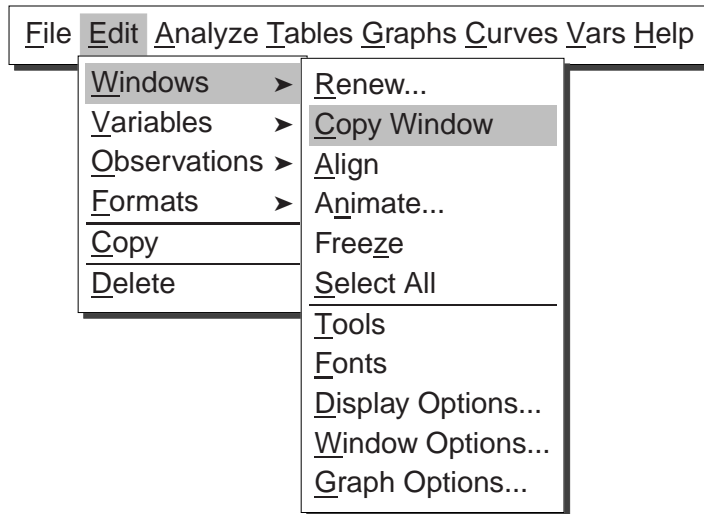 File Edit Analyze Tables Graphs Curves Vars Help
Windows ➤
Variables ➤
Observations ➤
Formats ➤
Copy
Delete
Renew...
Copy Window
Align
Animate...
Freeze
Select All
Tools
Fonts
Display Options...
Window Options...
Graph Options...